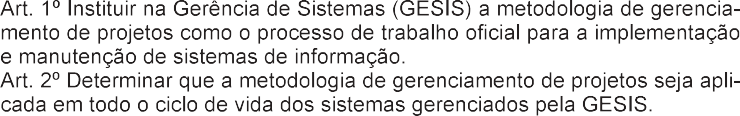 Art. 1º Instituir na Gerência de Sistemas (GESIS) a metodologia de gerencia-
mento de projetos como o processo de trabalho oficial para a implementação
e manutenção de sistemas de informação.
Art. 2º Determinar que a metodologia de gerenciamento de projetos seja apli-
cada em todo o ciclo de vida dos sistemas gerenciados pela GESIS.